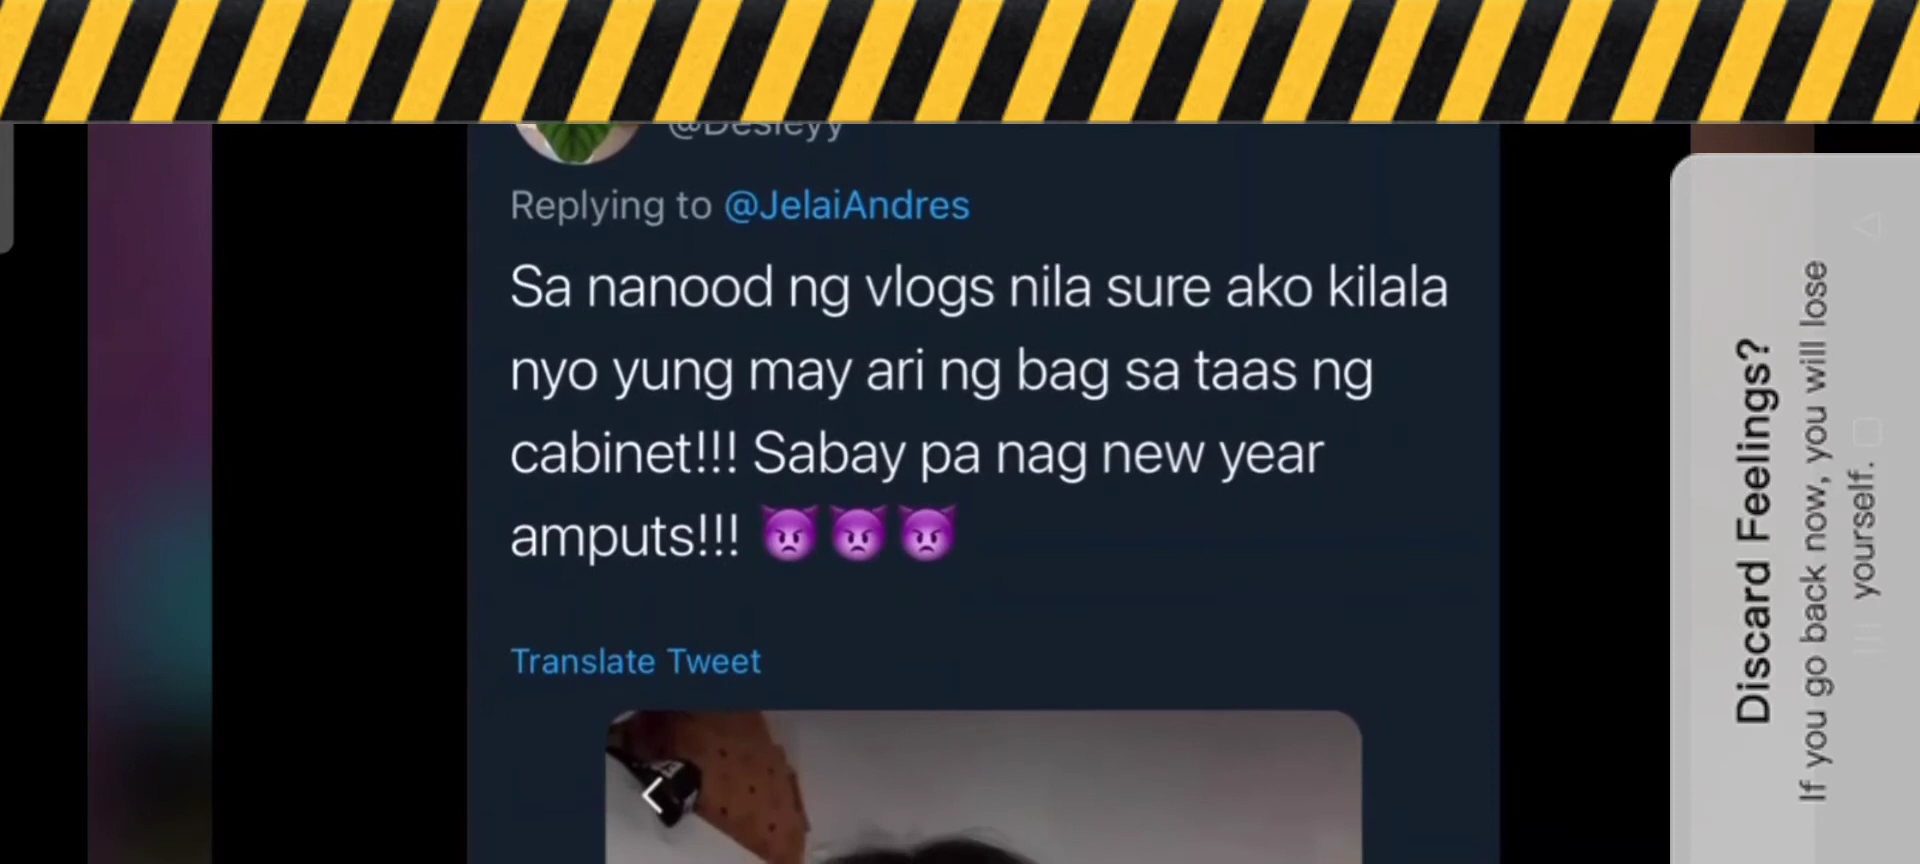 @Desleyy
Replying to @JelaiAndres
Sa nanood ng vlogs nila sure ako kilala
nyo yung may ari ng bag sa taas ng
cabinet!!! Sabay pa nag new year
amputs!!! 👿👿👿
Translate Tweet
Discard Feelings?
If you go back now, you will lose
yourself.